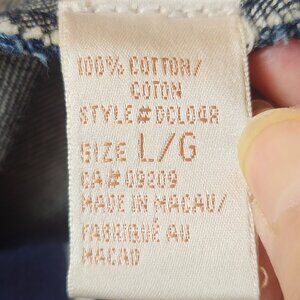 100% COTTON/
COTON
STYLE# DCL048
SIZE L/G
CA# 09209
MADE IN MACAU/
FABRIQUÉ AU
MACAO